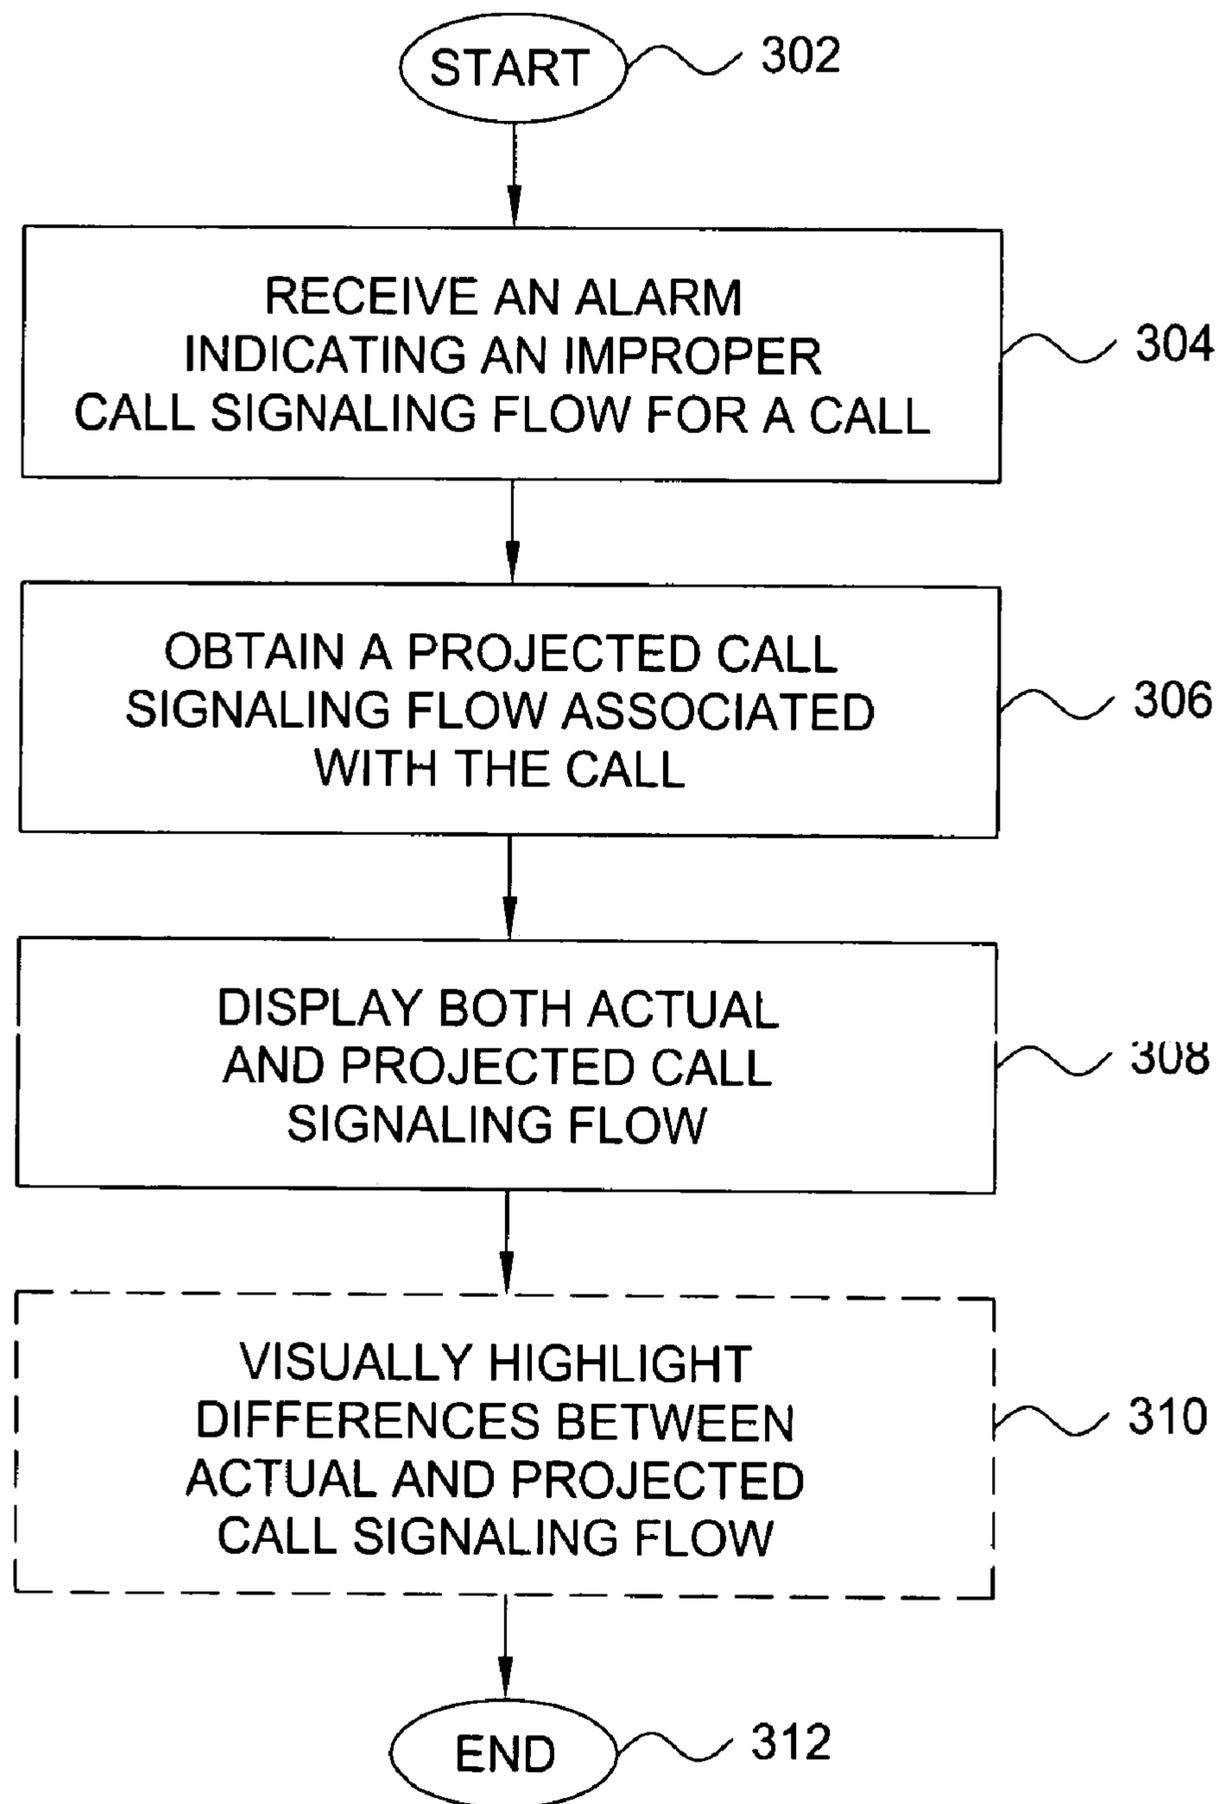 START
302
RECEIVE AN ALARM
INDICATING AN IMPROPER
CALL SIGNALING FLOW FOR A CALL
304
OBTAIN A PROJECTED CALL
SIGNALING FLOW ASSOCIATED
WITH THE CALL
306
DISPLAY BOTH ACTUAL
AND PROJECTED CALL
SIGNALING FLOW
308
VISUALLY HIGHLIGHT
DIFFERENCES BETWEEN
ACTUAL AND PROJECTED
CALL SIGNALING FLOW
310
END
312